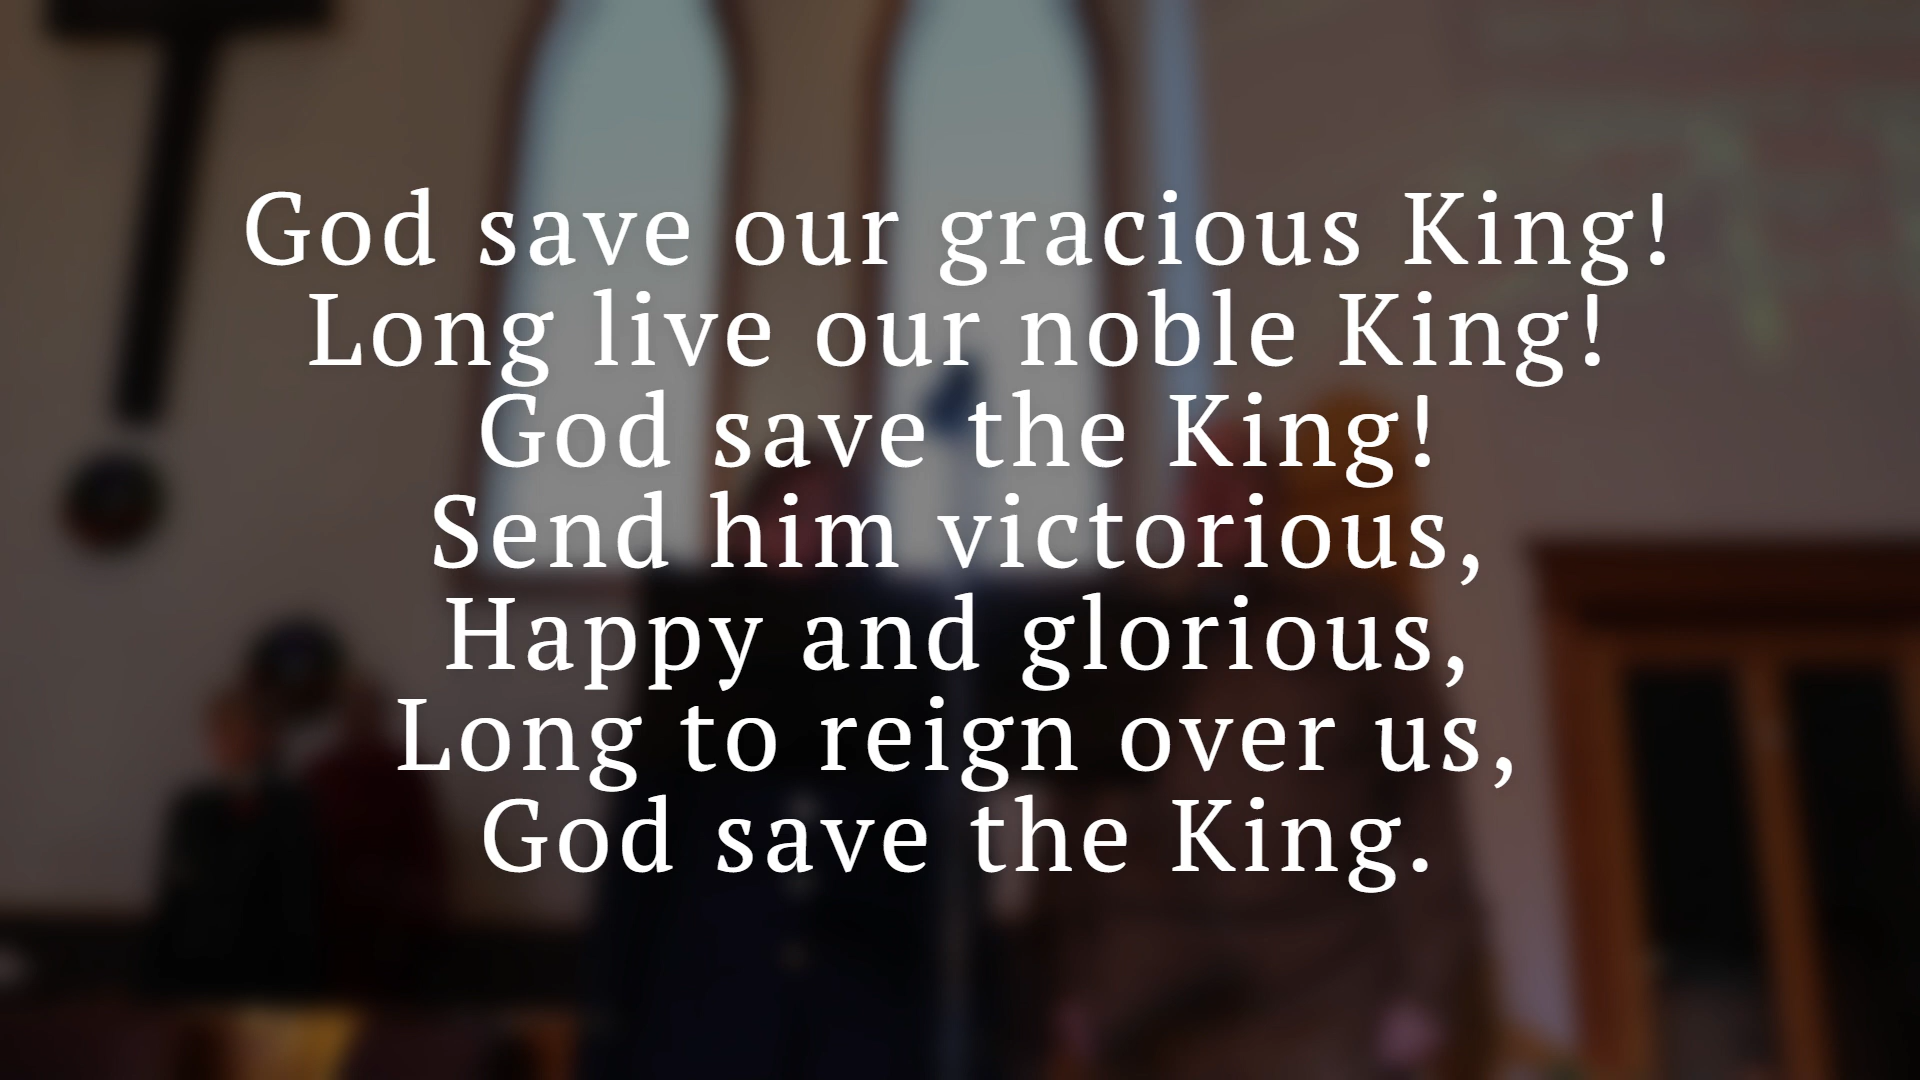 God save our gracious King!
Long live our noble King!
God save the King!
Send him victorious,
Happy and glorious,
Long to reign over us,
God save the King.